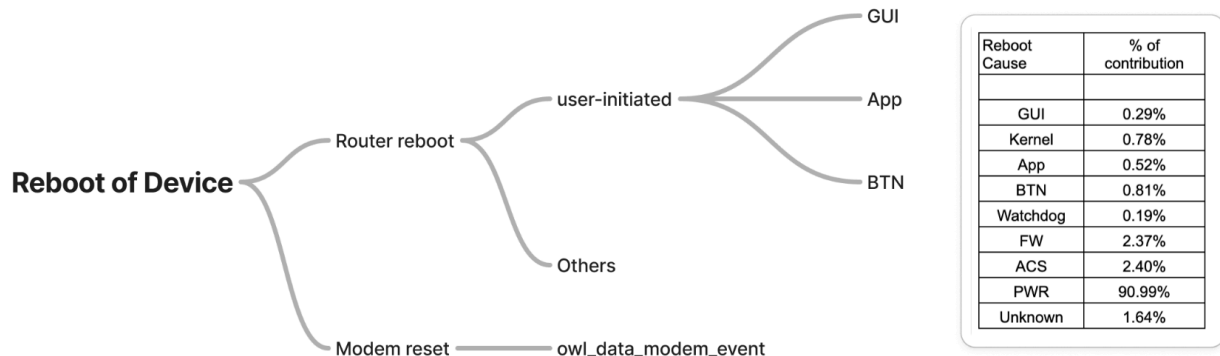 Reboot of Device
Router reboot
user-initiated
GUI
App
BTN
Others
Modem reset
owl_data_modem_event
Reboot Cause % of contribution
GUI 0.29%
Kernel 0.78%
App 0.52%
BTN 0.81%
Watchdog 0.19%
FW 2.37%
ACS 2.40%
PWR 90.99%
Unknown 1.64%